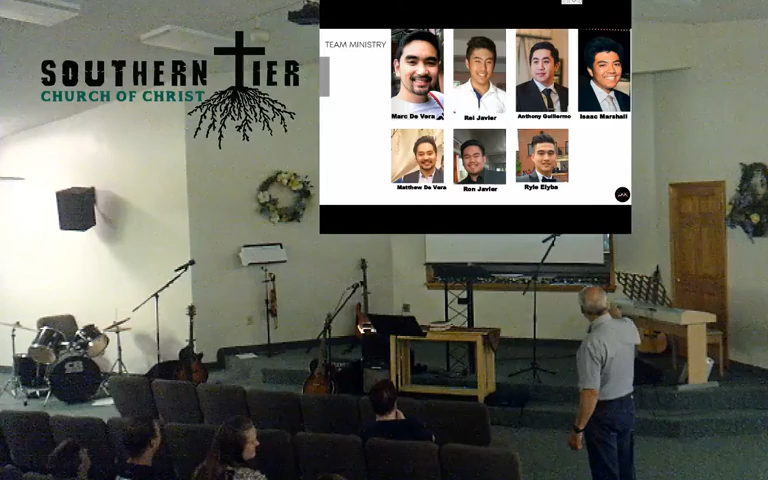 SOUTHERN TIER
CHURCH OF CHRIST
TEAM MINISTRY
Marc De Vera
Rei Javier
Anthony Guillermo
Isaac Marshall
Matthew De Vera
Ron Javier
Ryle Elyba